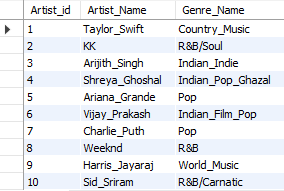 Artist_id Artist_Name Genre_Name
1 Taylor_Swift Country_Music
2 KK R&B/Soul
3 Arijith_Singh Indian_Indie
4 Shreya_Ghoshal Indian_Pop_Ghazal
5 Ariana_Grande Pop
6 Vijay_Prakash Indian_Film_Pop
7 Charlie_Puth Pop
8 Weeknd R&B
9 Harris_Jayaraj World_Music
10 Sid_Sriram R&B/Carnatic